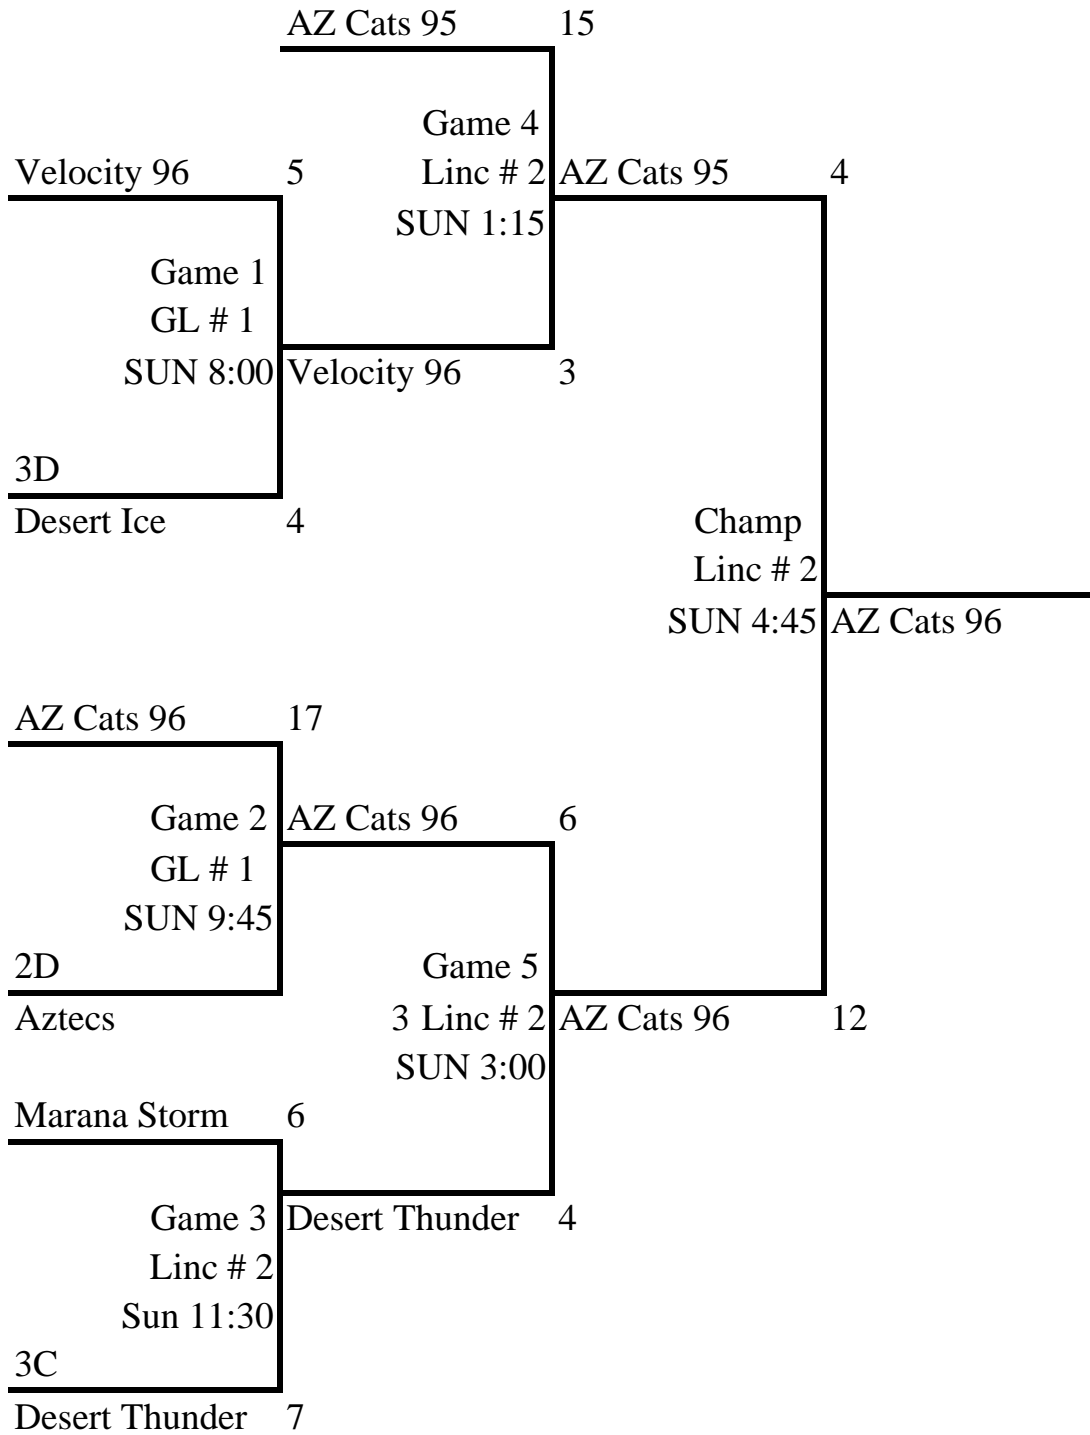 AZ Cats 95 15
Game 4
Velocity 96 5 Linc # 2 AZ Cats 95 4
SUN 1:15
Game 1
GL # 1
SUN 8:00 Velocity 96 3
3D
Desert Ice 4 Champ
Linc # 2
SUN 4:45 AZ Cats 96
AZ Cats 96 17
Game 2 AZ Cats 96 6
GL # 1
SUN 9:45
2D Game 5
Aztecs 3 Linc # 2 AZ Cats 96 12
SUN 3:00
Marana Storm 6
Game 3 Desert Thunder 4
Linc # 2
Sun 11:30
3C
Desert Thunder 7